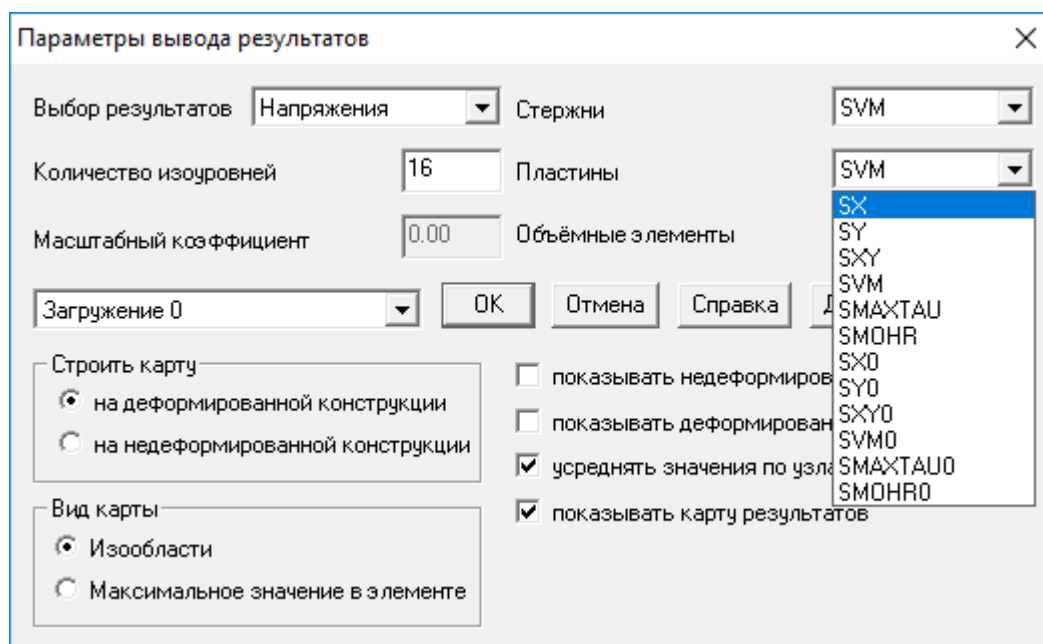 Параметры вывода результатов
Выбор результатов Напряжения Стержни SVM
Количество изоуровней 16 Пластины SVM
Масштабный коэффициент 0.00 Объёмные элементы
SX
SY
SXY
SVM
SMAXTAU
SMOHR
SX0
SY0
SXY0
SVM0
SMAXTAU0
SMOHR0
Загружение 0 OK Отмена Справка
Строить карту
на деформированной конструкции
на недеформированной конструкции
показывать недеформиров
показывать деформирован
усреднять значения по узла
показывать карту результатов
Вид карты
Изообласти
Максимальное значение в элементе